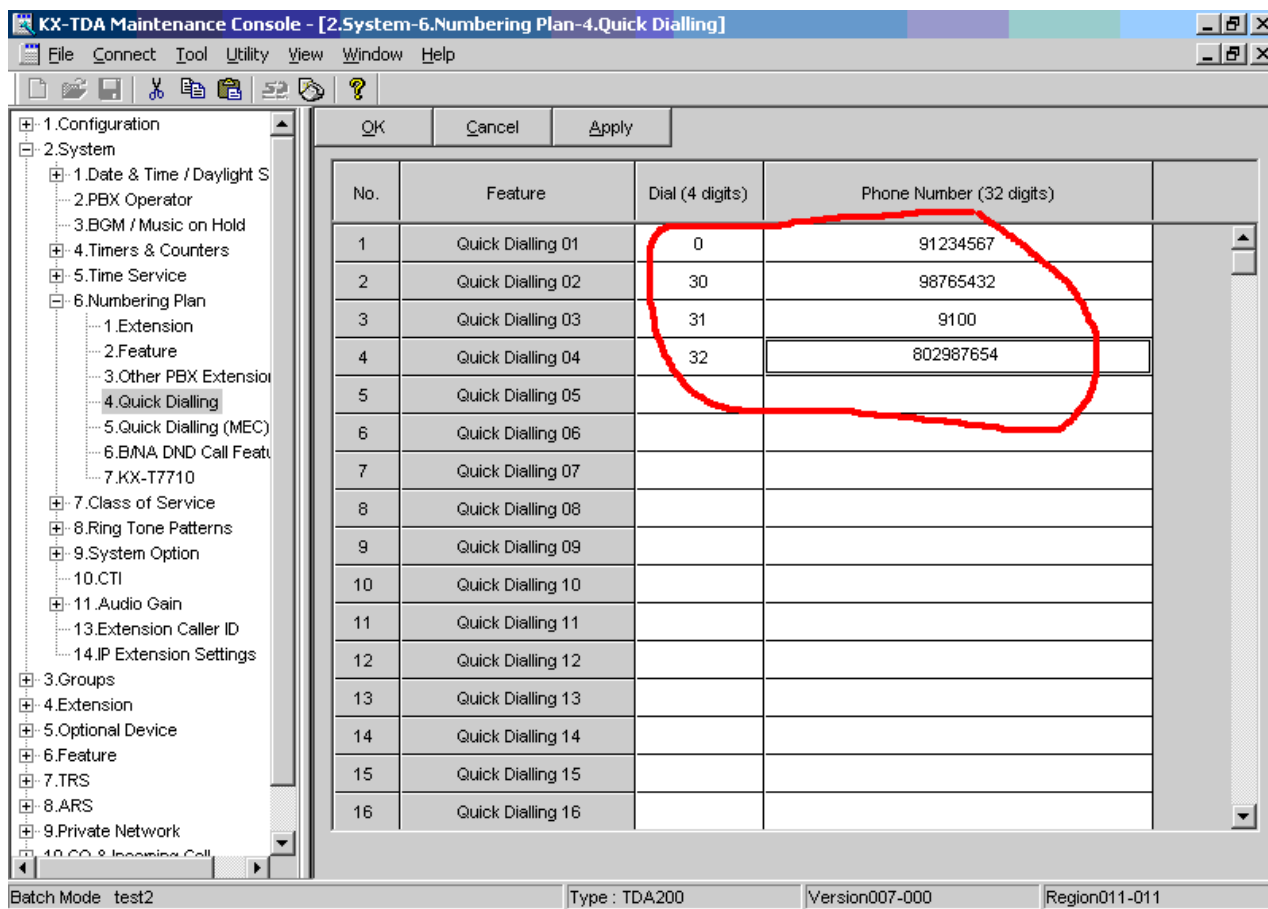 KX-TDA Maintenance Console - [2.System-6.Numbering Plan-4.Quick Dialling]
File Connect Tool Utility View Window Help
1.Configuration
2.System
1.Date & Time / Daylight S
2.PBX Operator
3.BGM / Music on Hold
4.Timers & Counters
5.Time Service
6.Numbering Plan
1.Extension
2.Feature
3.Other PBX Extension
4.Quick Dialling
5.Quick Dialling (MEC)
6.B/NA DND Call Featu
7.KX-T7710
7.Class of Service
8.Ring Tone Patterns
9.System Option
10.CTI
11.Audio Gain
13.Extension Caller ID
14.IP Extension Settings
3.Groups
4.Extension
5.Optional Device
6.Feature
7.TRS
8.ARS
9.Private Network
10.CO & Incoming Call
OK Cancel Apply
No. Feature Dial (4 digits) Phone Number (32 digits)
1 Quick Dialling 01 0 91234567
2 Quick Dialling 02 30 98765432
3 Quick Dialling 03 31 9100
4 Quick Dialling 04 32 802987654
5 Quick Dialling 05
6 Quick Dialling 06
7 Quick Dialling 07
8 Quick Dialling 08
9 Quick Dialling 09
10 Quick Dialling 10
11 Quick Dialling 11
12 Quick Dialling 12
13 Quick Dialling 13
14 Quick Dialling 14
15 Quick Dialling 15
16 Quick Dialling 16
Batch Mode test2 Type : TDA200 Version007-000 Region011-011